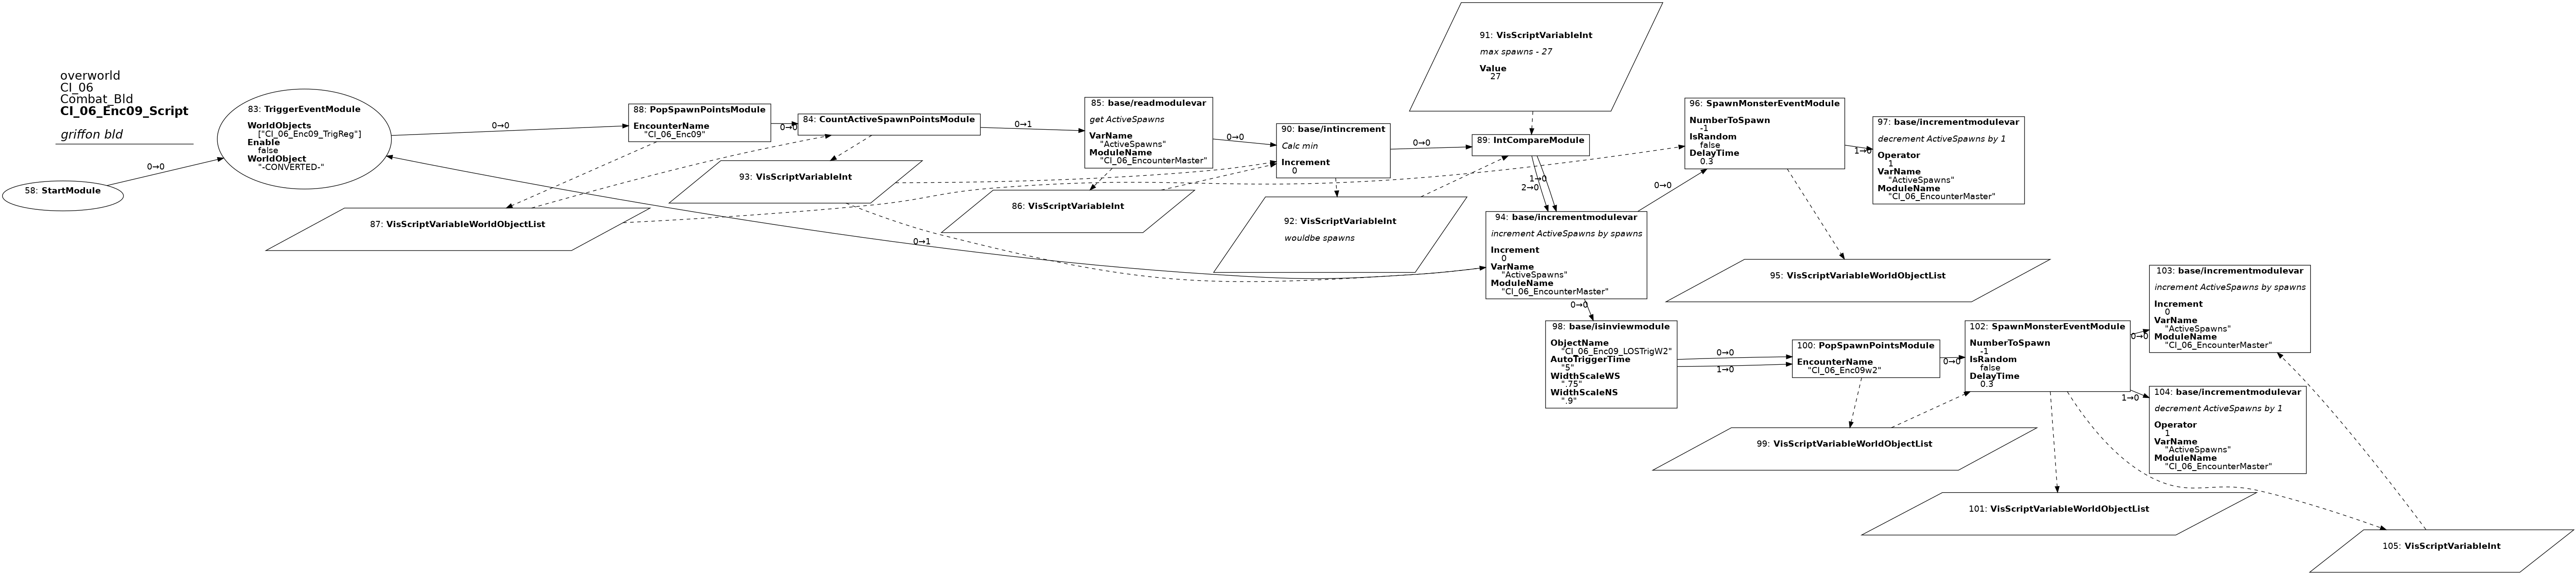 overworld
CI_06
Combat_Bld
CI_06_Enc09_Script
griffon bld
58: StartModule
0→0
83: TriggerEventModule
WorldObjects
["CI_06_Enc09_TrigReg"]
Enable
false
WorldObject
"-CONVERTED-"
0→0
88: PopSpawnPointsModule
EncounterName
"CI_06_Enc09"
0→0
84: CountActiveSpawnPointsModule
0→1
85: base/readmodulevar
get ActiveSpawns
VarName
"ActiveSpawns"
ModuleName
"CI_06_EncounterMaster"
0→0
90: base/intincrement
Calc min
Increment
0
0→0
91: VisScriptVariableInt
max spawns - 27
Value
27
89: IntCompareModule
1→0
2→0
96: SpawnMonsterEventModule
NumberToSpawn
-1
IsRandom
false
DelayTime
0.3
1→0
97: base/incrementmodulevar
decrement ActiveSpawns by 1
Operator
1
VarName
"ActiveSpawns"
ModuleName
"CI_06_EncounterMaster"
93: VisScriptVariableInt
86: VisScriptVariableInt
87: VisScriptVariableWorldObjectList
92: VisScriptVariableInt
wouldbe spawns
0→1
94: base/incrementmodulevar
increment ActiveSpawns by spawns
Increment
0
VarName
"ActiveSpawns"
ModuleName
"CI_06_EncounterMaster"
0→0
0→0
95: VisScriptVariableWorldObjectList
98: base/isinviewmodule
ObjectName
"CI_06_Enc09_LOSTrigW2"
AutoTriggerTime
"5"
WidthScaleWS
".75"
WidthScaleNS
".9"
0→0
1→0
100: PopSpawnPointsModule
EncounterName
"CI_06_Enc09w2"
0→0
102: SpawnMonsterEventModule
NumberToSpawn
-1
IsRandom
false
DelayTime
0.3
0→0
1→0
103: base/incrementmodulevar
increment ActiveSpawns by spawns
Increment
0
VarName
"ActiveSpawns"
ModuleName
"CI_06_EncounterMaster"
104: base/incrementmodulevar
decrement ActiveSpawns by 1
Operator
1
VarName
"ActiveSpawns"
ModuleName
"CI_06_EncounterMaster"
99: VisScriptVariableWorldObjectList
101: VisScriptVariableWorldObjectList
105: VisScriptVariableInt